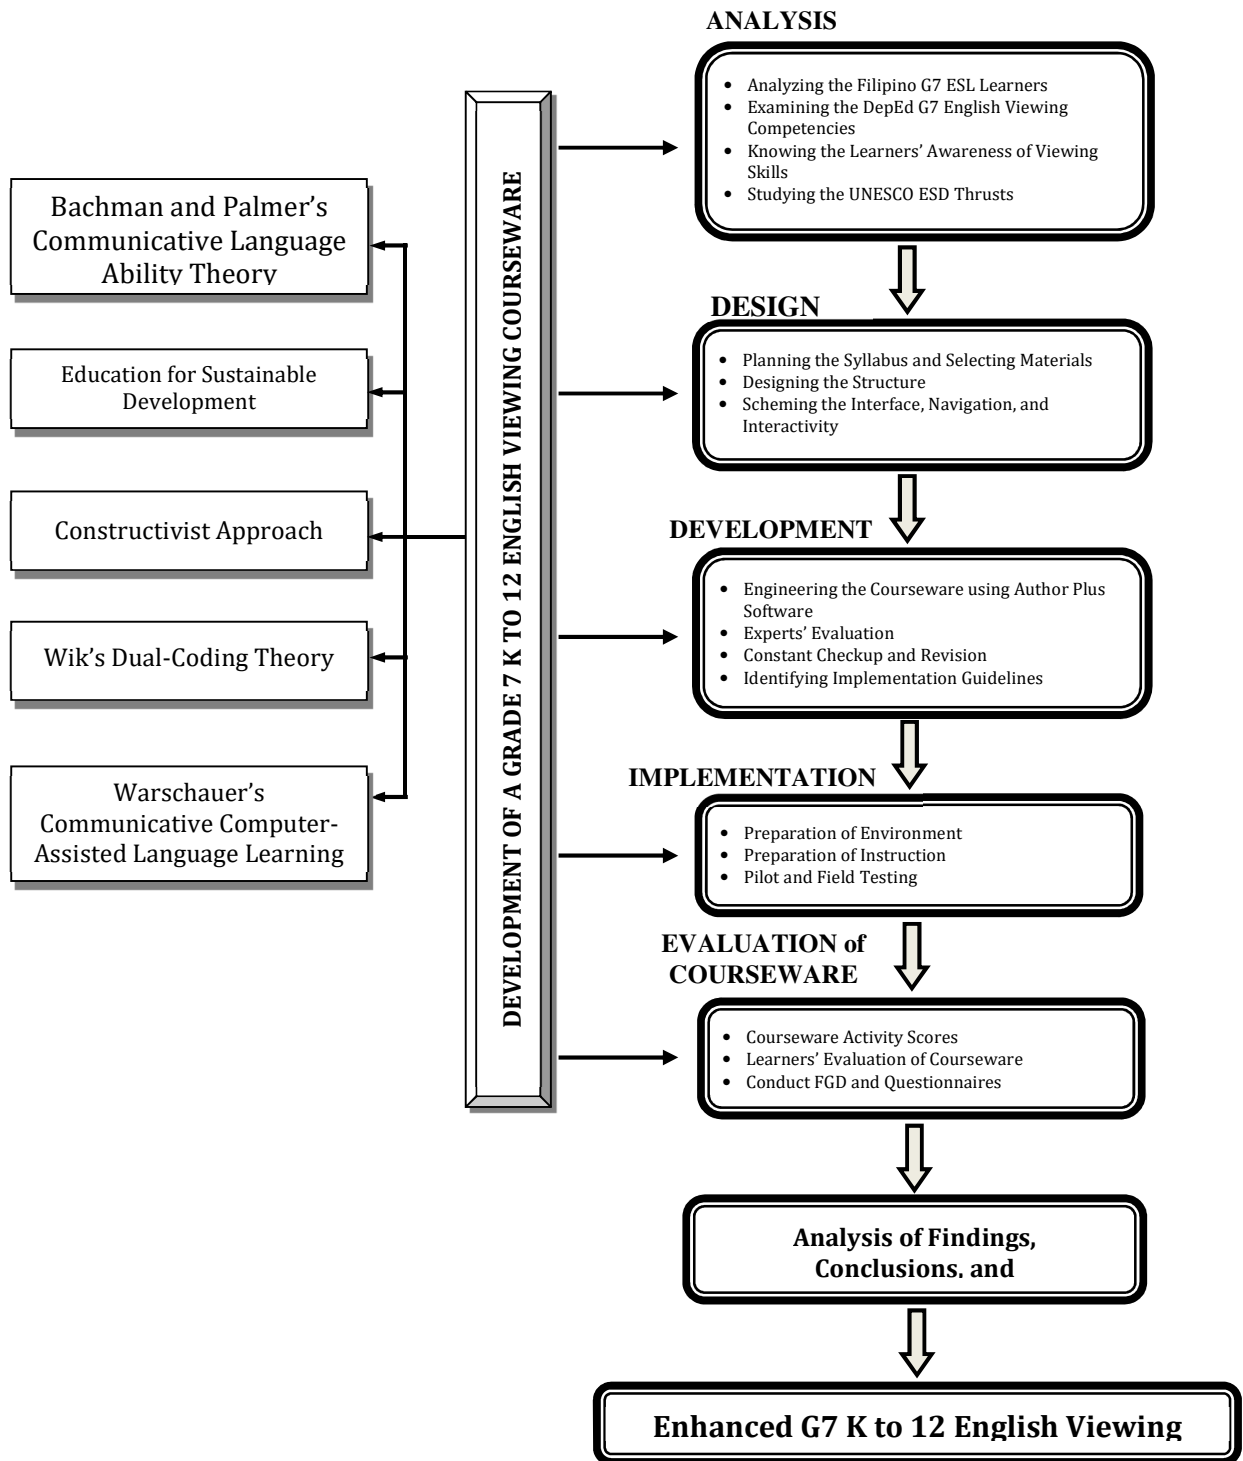 Bachman and Palmer’s
Communicative Language
Ability Theory
Education for Sustainable
Development
Constructivist Approach
Wik’s Dual-Coding Theory
Warschauer’s
Communicative Computer-
Assisted Language Learning
DEVELOPMENT OF A GRADE 7 K TO 12 ENGLISH VIEWING COURSEWARE
ANALYSIS
• Analyzing the Filipino G7 ESL Learners
• Examining the DepEd G7 English Viewing
Competencies
• Knowing the Learners’ Awareness of Viewing
Skills
• Studying the UNESCO ESD Thrusts
DESIGN
• Planning the Syllabus and Selecting Materials
• Designing the Structure
• Scheming the Interface, Navigation, and
Interactivity
DEVELOPMENT
• Engineering the Courseware using Author Plus
Software
• Experts’ Evaluation
• Constant Checkup and Revision
• Identifying Implementation Guidelines
IMPLEMENTATION
• Preparation of Environment
• Preparation of Instruction
• Pilot and Field Testing
EVALUATION of
COURSEWARE
• Courseware Activity Scores
• Learners’ Evaluation of Courseware
• Conduct FGD and Questionnaires
Analysis of Findings,
Conclusions, and
Enhanced G7 K to 12 English Viewing